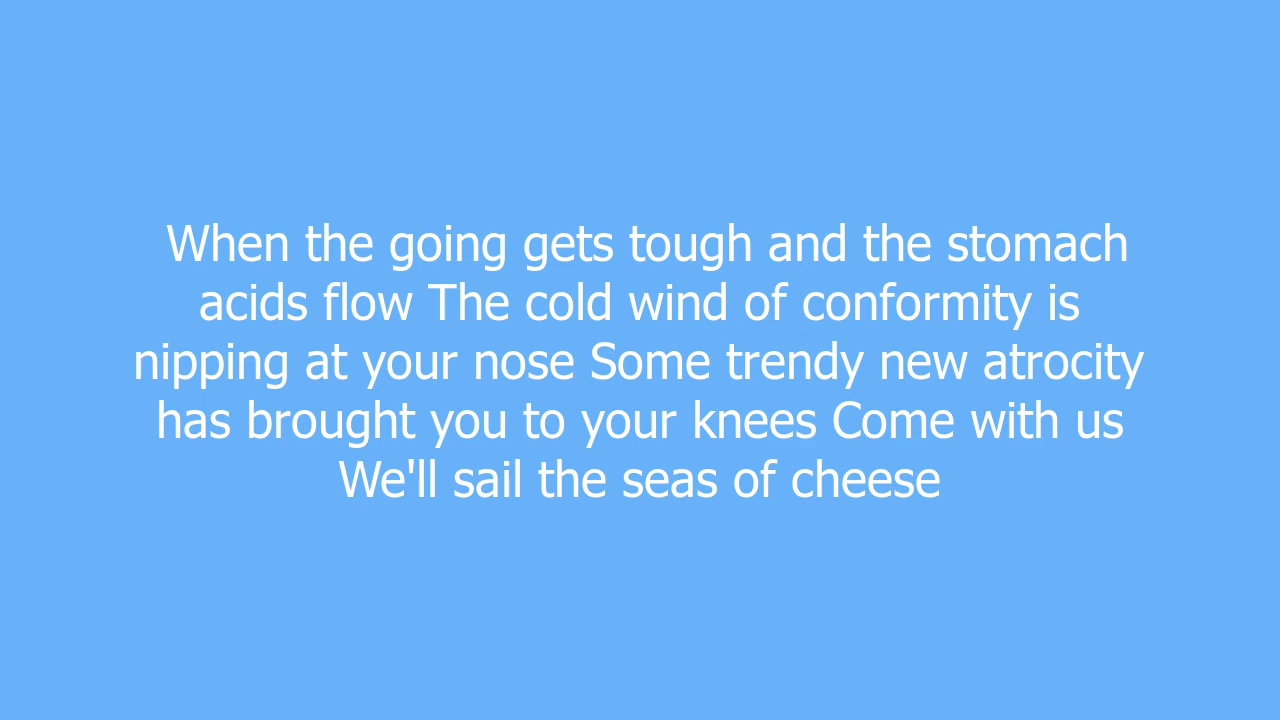 When the going gets tough and the stomach
acids flow The cold wind of conformity is
nipping at your nose Some trendy new atrocity
has brought you to your knees Come with us
We'll sail the seas of cheese